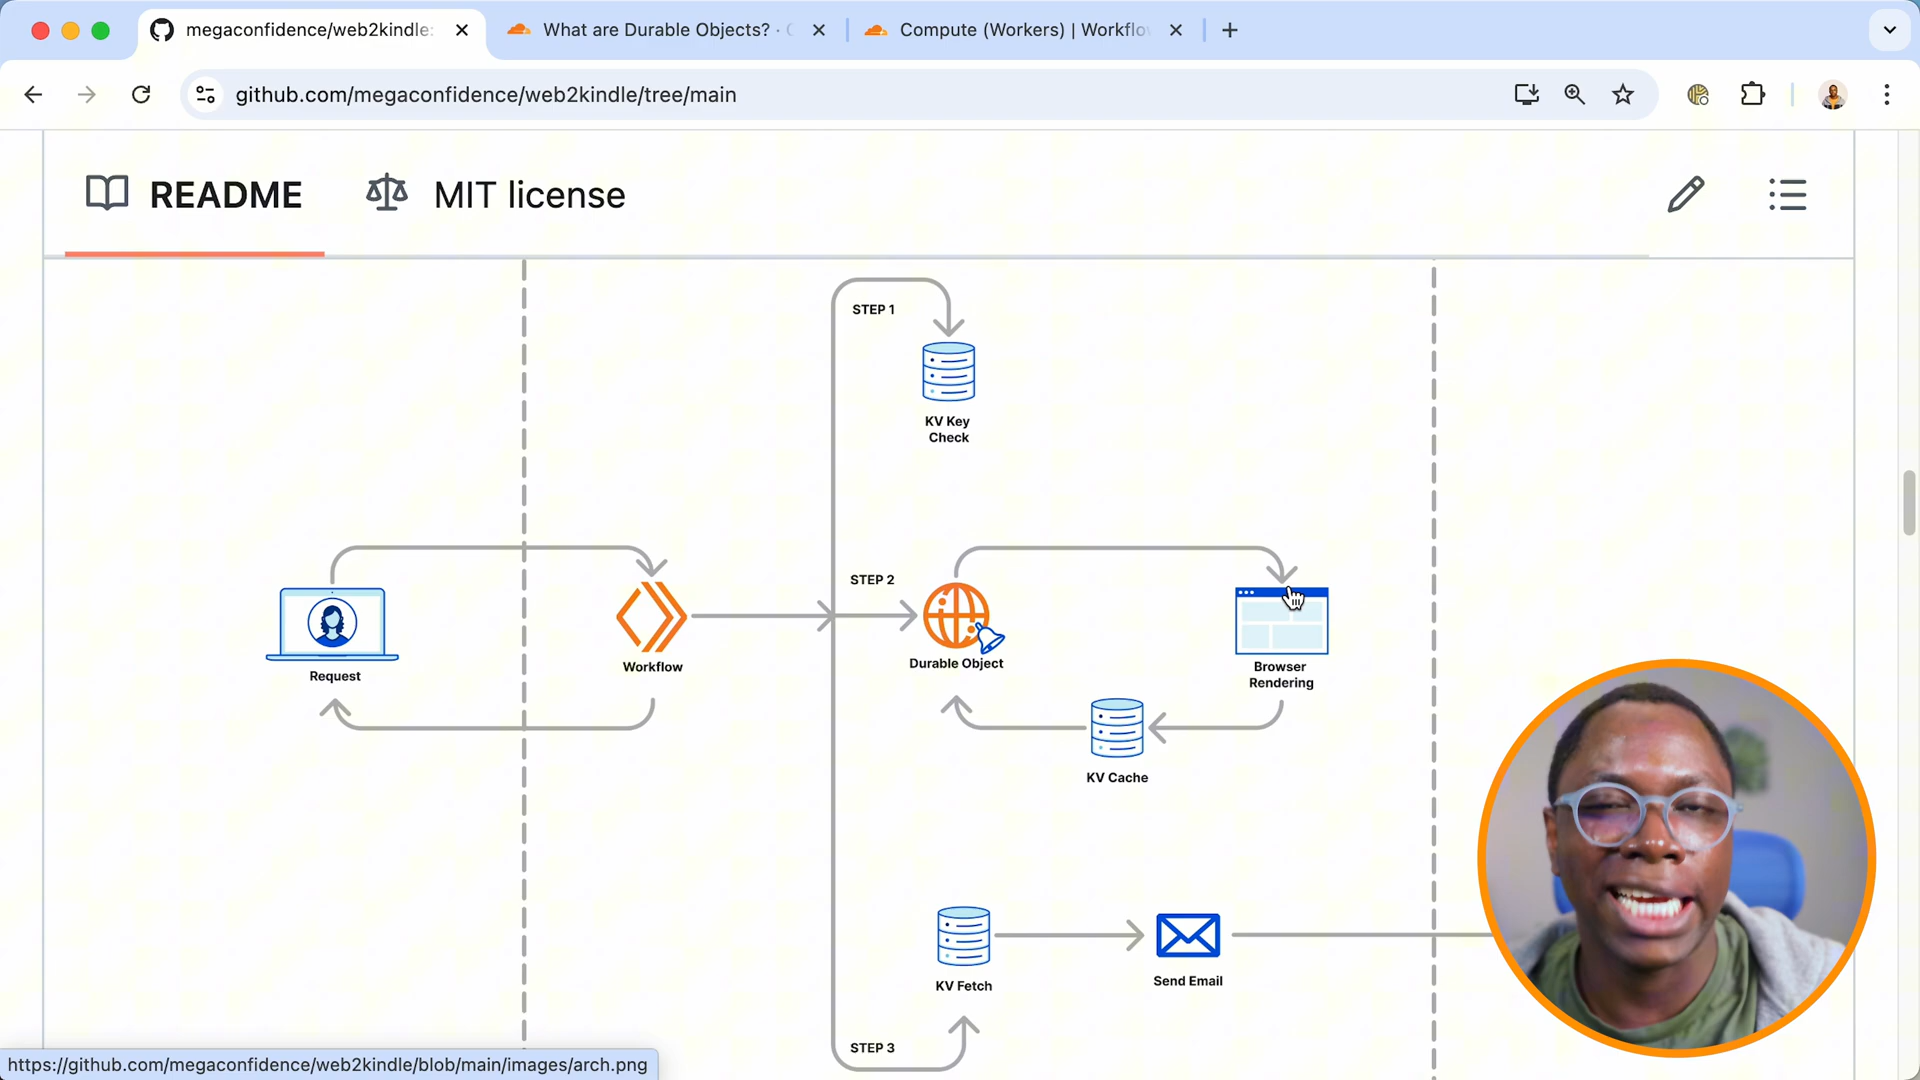 megaconfidence/web2kindle:
What are Durable Objects? ·
Compute (Workers) | Workflo
github.com/megaconfidence/web2kindle/tree/main
README
MIT license
STEP 1
KV Key
Check
STEP 2
Request
Workflow
Durable Object
Browser
Rendering
KV Cache
KV Fetch
Send Email
STEP 3
https://github.com/megaconfidence/web2kindle/blob/main/images/arch.png